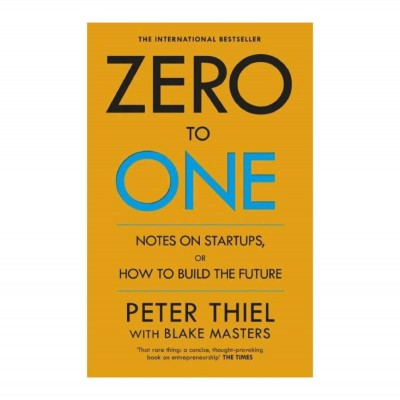 THE INTERNATIONAL BESTSELLER
ZERO
TO
ONE
NOTES ON STARTUPS,
OR
HOW TO BUILD THE FUTURE
PETER THIEL
WITH BLAKE MASTERS
'That rare thing: a concise, thought-provoking
book on entrepreneurship' THE TIMES